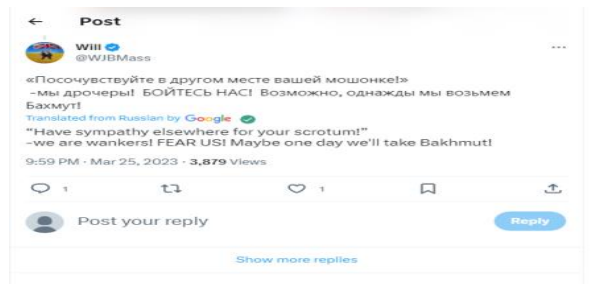 Post
Will
@WJBMass
«Посочувствуйте в другом месте вашей мошонке!»
-мы дрочеры! БОЙТЕСЬ НАС! Возможно, однажды мы возьмем
Бахмут!
Translated from Russian by Google
“Have sympathy elsewhere for your scrotum!”
-we are wankers! FEAR US! Maybe one day we'll take Bakhmut!
9:59 PM · Mar 25, 2023 · 3,879 Views
1 1
Post your reply Reply
Show more replies